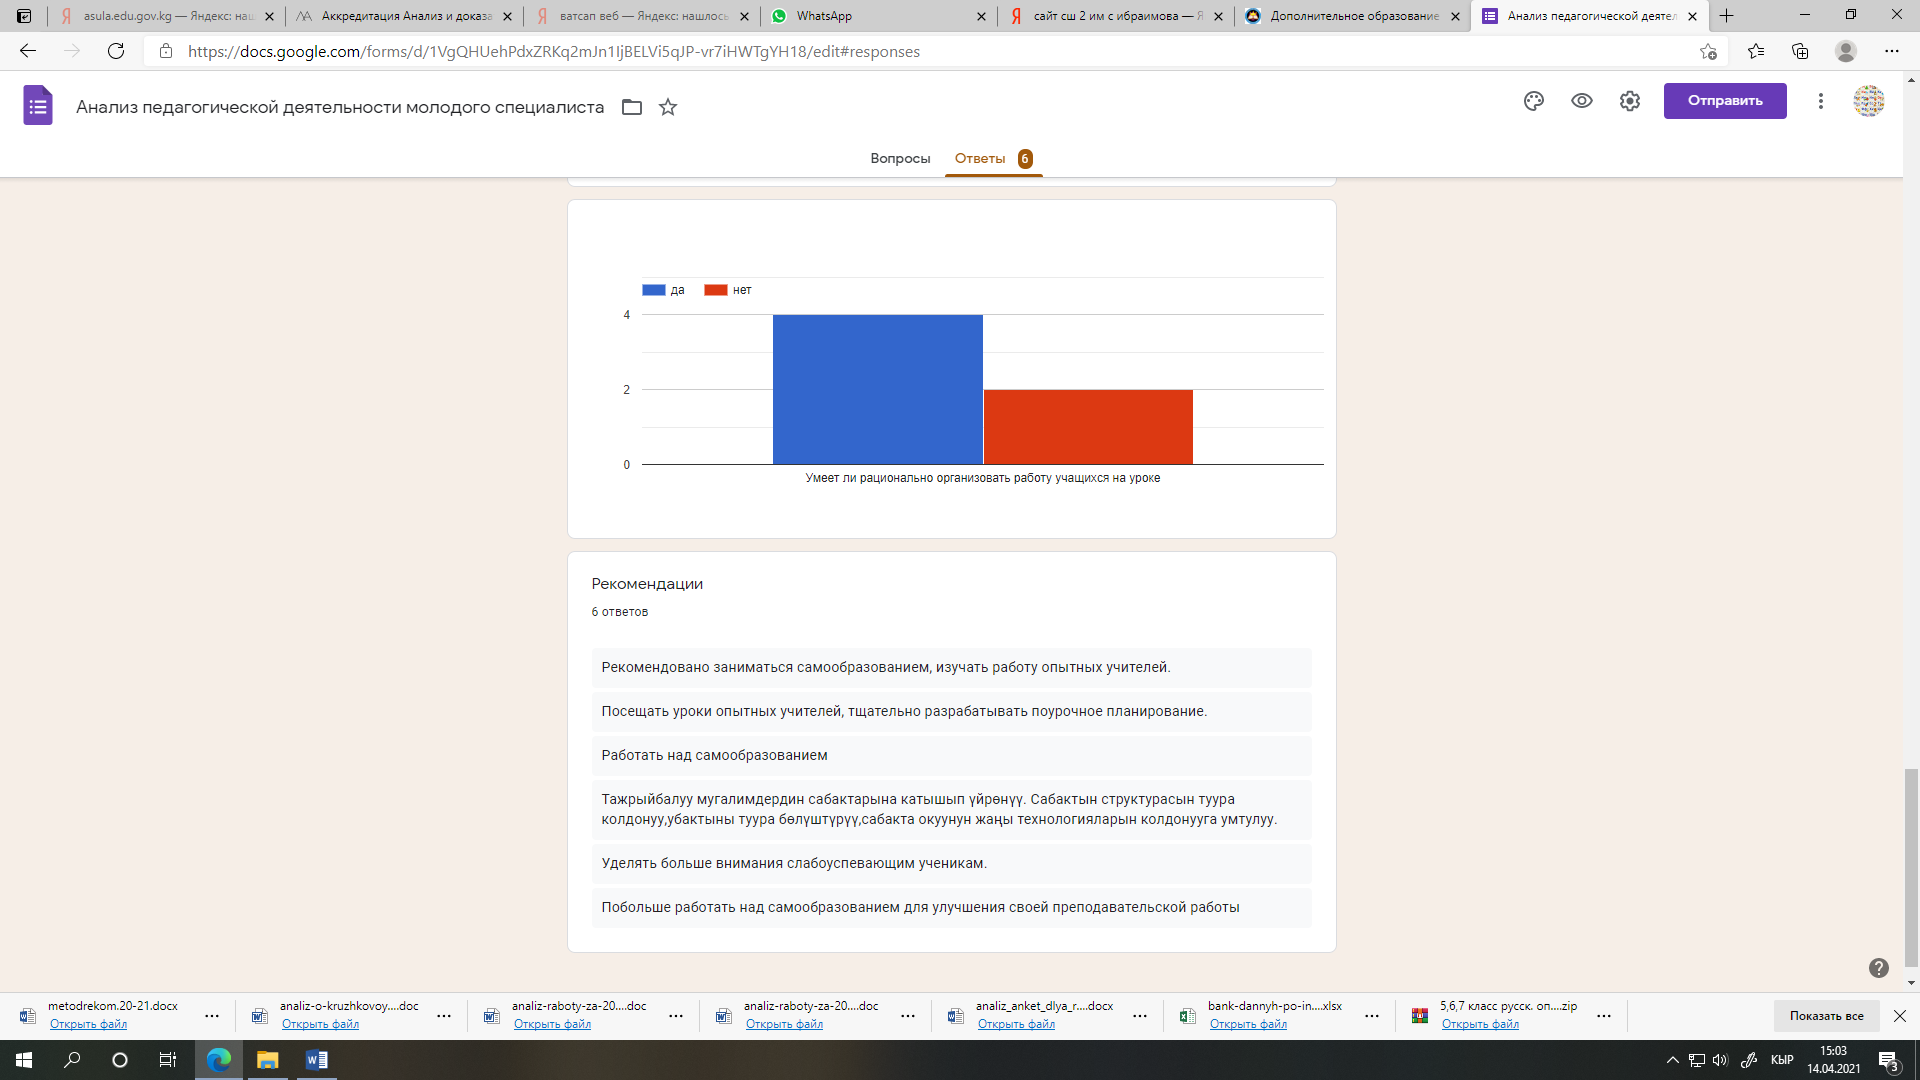 asula.edu.gov.kg — Яндекс: наш
Аккредитация Анализ и доказа
ватсап веб — Яндекс: нашлось
WhatsApp
сайт сш 2 им с ибраимова — Я
Дополнительное образование
Анализ педагогической деятел
https://docs.google.com/forms/d/1VgQHUehPdxZRKq2mJn1IjBELVi5qJP-vr7iHWTgYH18/edit#responses
Анализ педагогической деятельности молодого специалиста
Отправить
Вопросы Ответы 6
да нет
4
2
0
Умеет ли рационально организовать работу учащихся на уроке
Рекомендации
6 ответов
Рекомендовано заниматься самообразованием, изучать работу опытных учителей.
Посещать уроки опытных учителей, тщательно разрабатывать поурочное планирование.
Работать над самообразованием
Тажрыйбалуу мугалимдердин сабактарына катышып үйрөнүү. Сабактын структурасын туура
колдонуу,убактыны туура бөлүштүрүү,сабакта окуунун жаңы технологияларын колдонууга умтулуу.
Уделять больше внимания слабоуспевающим ученикам.
Побольше работать над самообразованием для улучшения своей преподавательской работы
metodrekom.20-21.docx
Открыть файл
analiz-o-kruzhkovoy....doc
Открыть файл
analiz-raboty-za-20....doc
Открыть файл
analiz-raboty-za-20....doc
Открыть файл
analiz_anket_dlya_r....docx
Открыть файл
bank-dannyh-po-in....xlsx
Открыть файл
5,6,7 класс русск. оп....zip
Открыть файл
Показать все
КЫР
15:03
14.04.2021
3